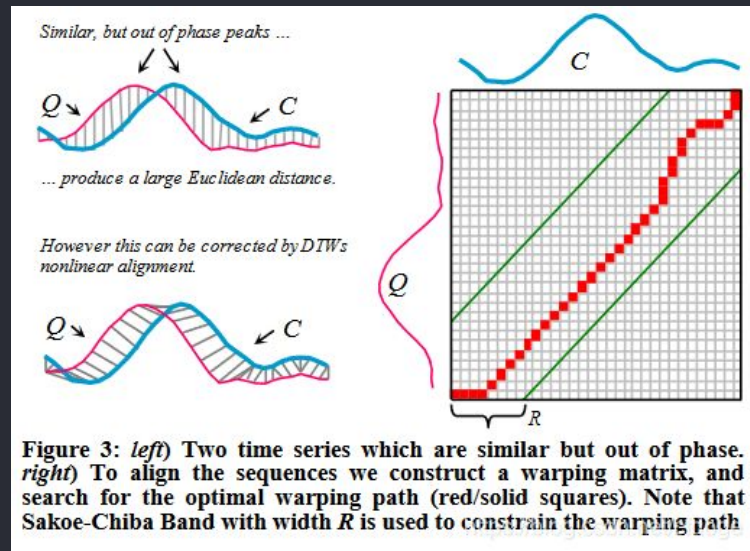 Similar, but out of phase peaks ...
Q
C
... produce a large Euclidean distance.
However this can be corrected by DTWs
nonlinear alignment.
Q
C
C
Q
R
Figure 3: left) Two time series which are similar but out of phase.
right) To align the sequences we construct a warping matrix, and
search for the optimal warping path (red/solid squares). Note that
Sakoe-Chiba Band with width R is used to constrain the warping path